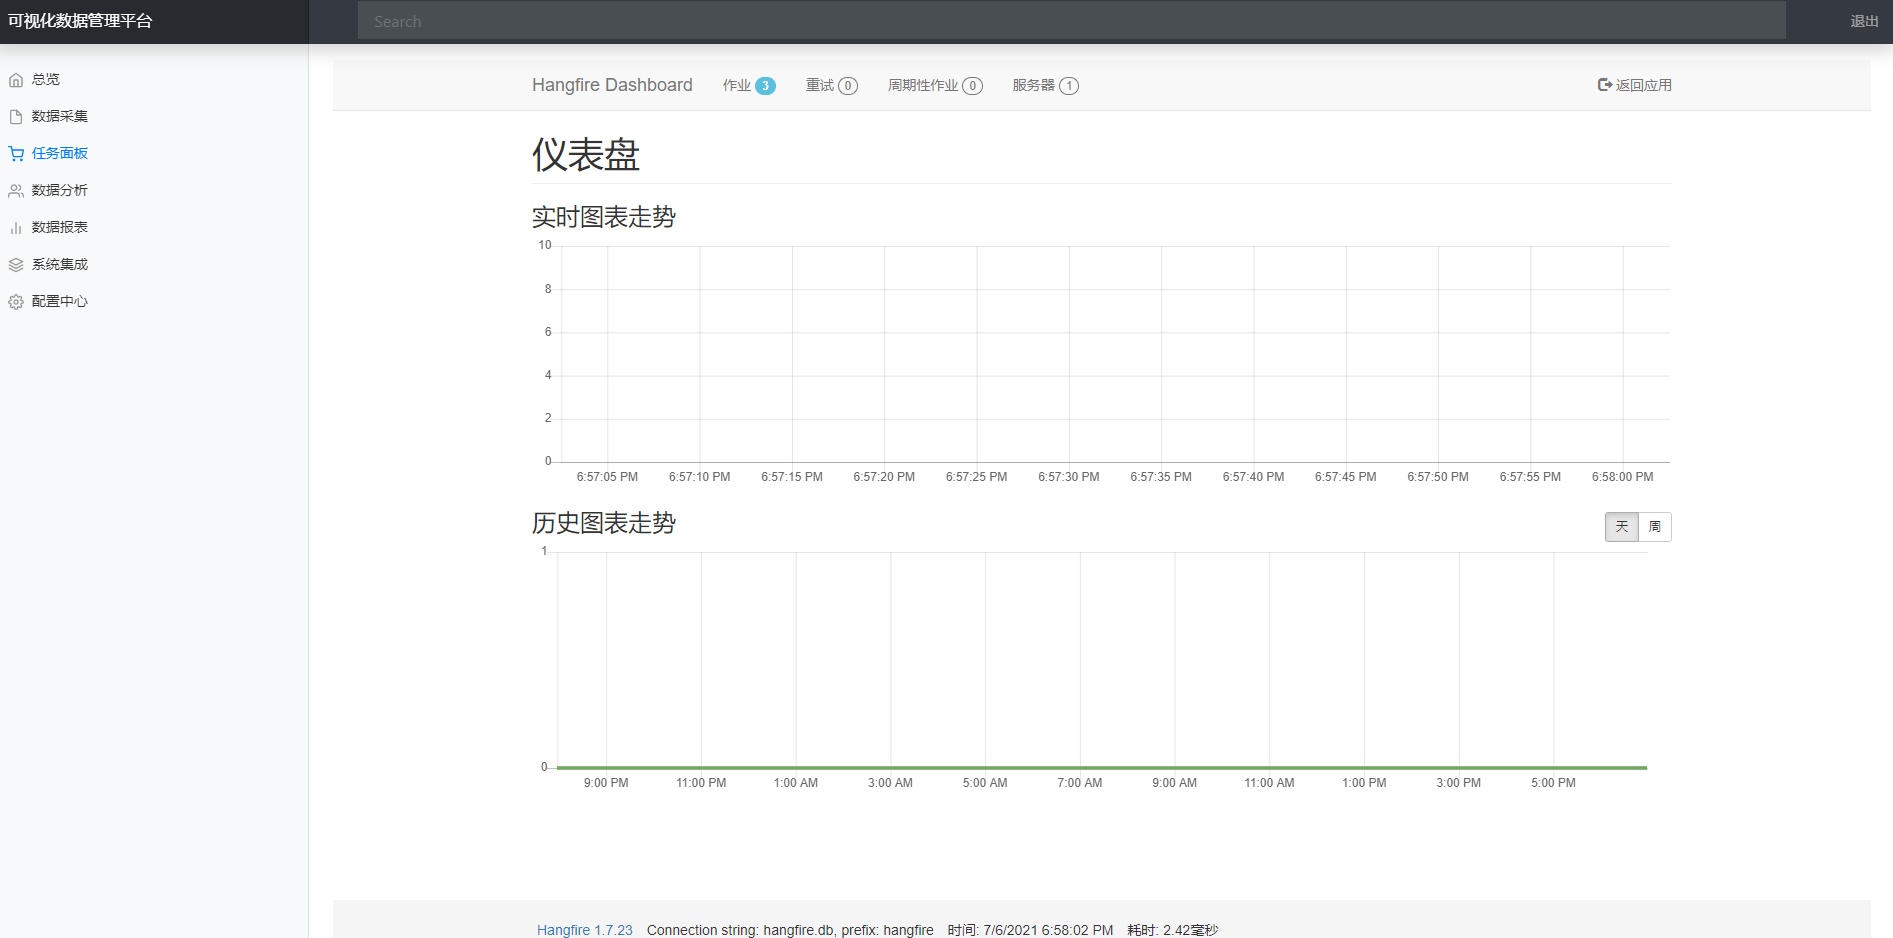 可视化数据管理平台
Search
退出
总览
数据采集
任务面板
数据分析
数据报表
系统集成
配置中心
Hangfire Dashboard 作业 3 重试 0 周期性作业 0 服务器 1 返回应用
仪表盘
实时图表走势
10
8
6
4
2
0
6:57:05 PM 6:57:10 PM 6:57:15 PM 6:57:20 PM 6:57:25 PM 6:57:30 PM 6:57:35 PM 6:57:40 PM 6:57:45 PM 6:57:50 PM 6:57:55 PM 6:58:00 PM
历史图表走势
天 周
1
0
9:00 PM 11:00 PM 1:00 AM 3:00 AM 5:00 AM 7:00 AM 9:00 AM 11:00 AM 1:00 PM 3:00 PM 5:00 PM
Hangfire 1.7.23 Connection string: hangfire.db, prefix: hangfire 时间: 7/6/2021 6:58:02 PM 耗时: 2.42毫秒